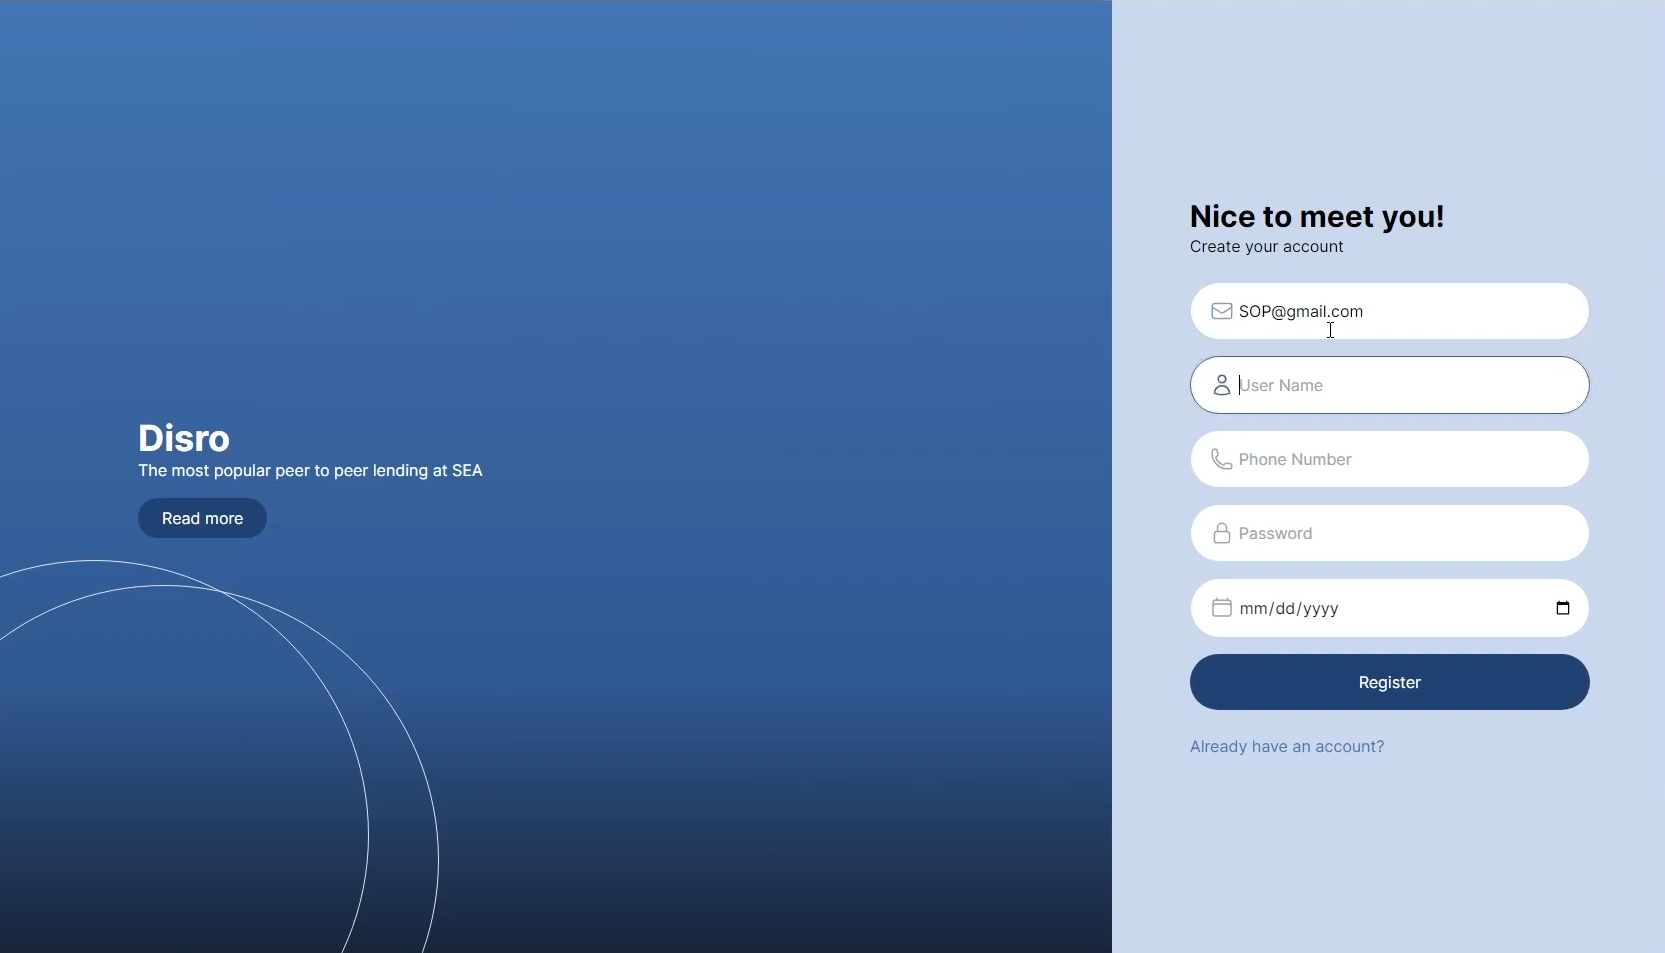 Disro
The most popular peer to peer lending at SEA
Read more
Nice to meet you!
Create your account
SOP@gmail.com
User Name
Phone Number
Password
mm/dd/yyyy
Register
Already have an account?